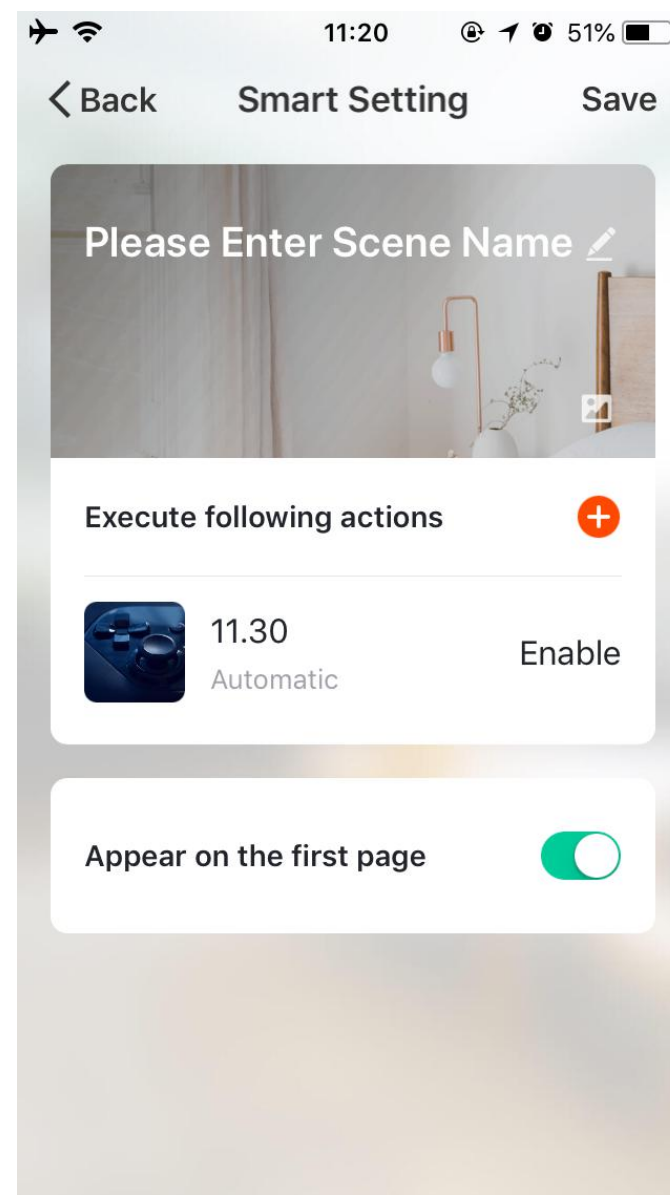 11:20 51%
Back Smart Setting Save
Please Enter Scene Name
Execute following actions
11.30
Automatic
Enable
Appear on the first page